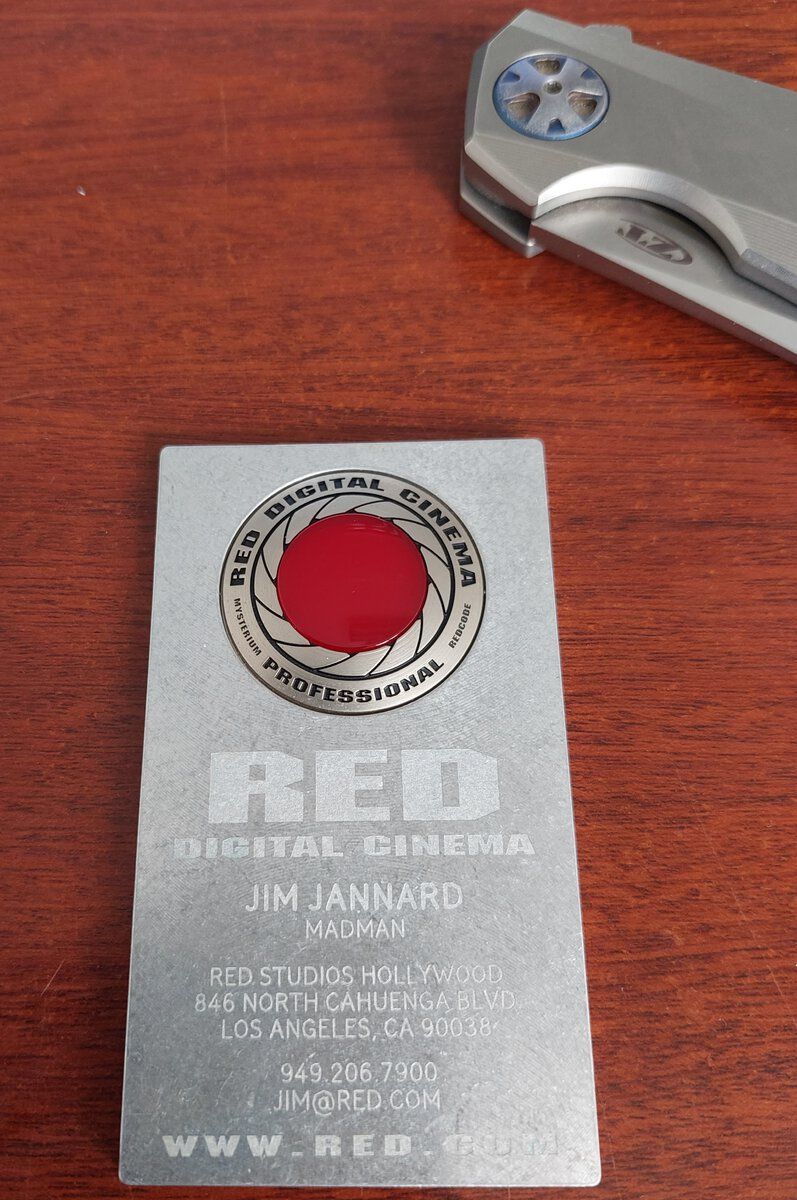 RED DIGITAL CINEMA
MYSTERIUM
REDCODE
PROFESSIONAL
RED
DIGITAL CINEMA
JIM JANNARD
MADMAN
RED STUDIOS HOLLYWOOD
846 NORTH CAHUENGA BLVD.
LOS ANGELES, CA 90038
949.206.7900
JIM@RED.COM
WWW.RED.COM